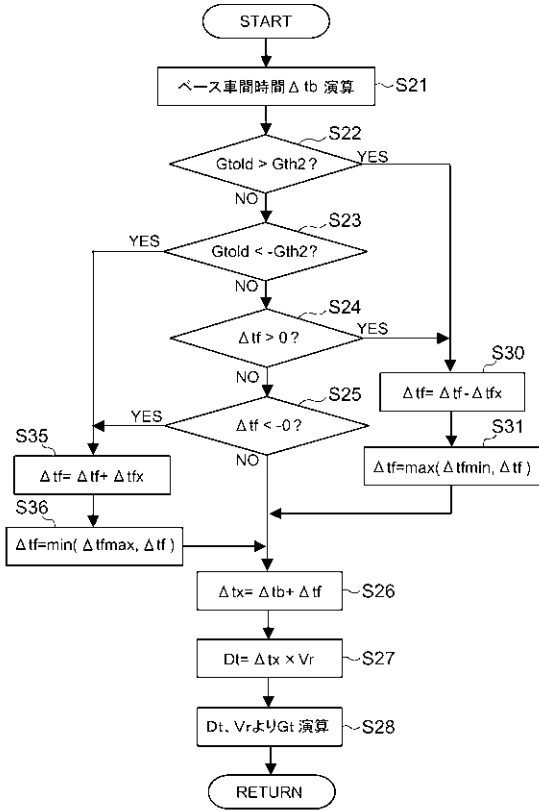 START
ベース車間時間Δtb 演算
S21
S22
Gtold > Gth2?
YES
NO
S23
YES
Gtold < -Gth2?
NO
S24
Δtf > 0?
YES
NO
S30
Δtf= Δtf-Δtfx
S25
YES
Δtf < -0?
NO
S31
Δtf=max(Δtfmin, Δtf)
S35
Δtf= Δtf+ Δtfx
S36
Δtf=min(Δtfmax, Δtf)
Δtx= Δtb+ Δtf
S26
Dt= Δtx × Vr
S27
Dt、VrよりGt 演算
S28
RETURN